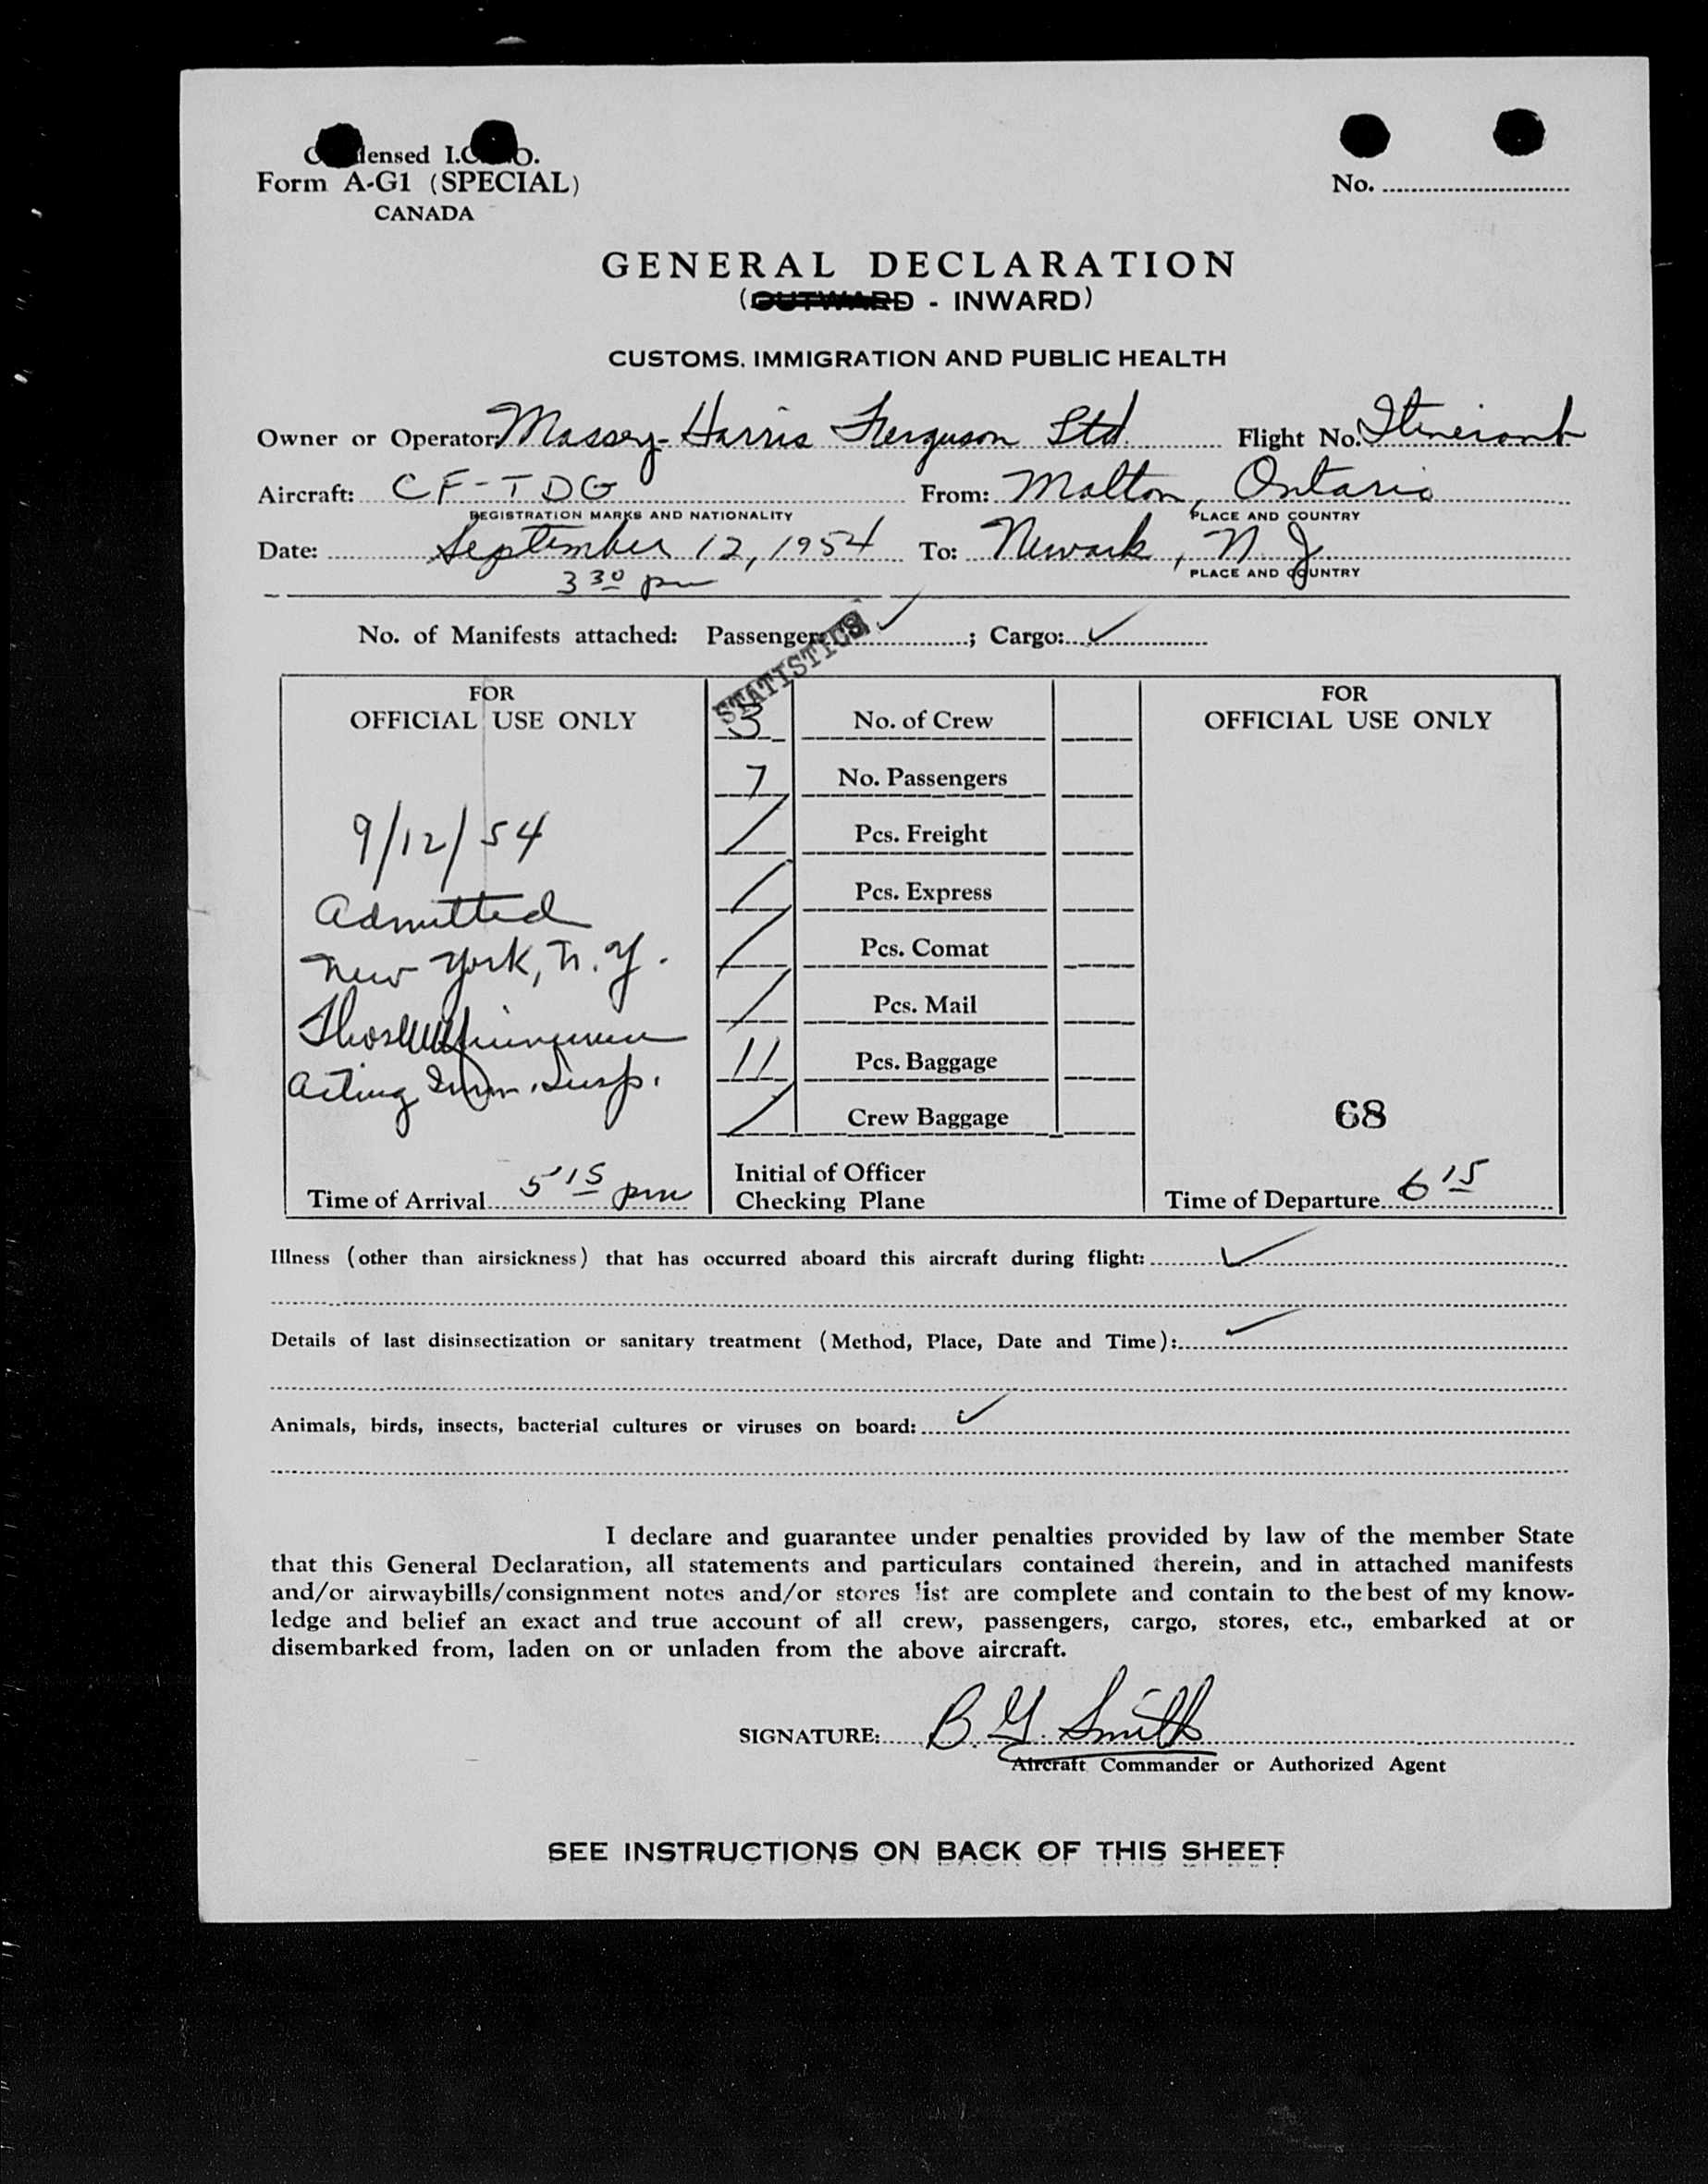 Condensed I.C.A.O.
Form A-G1 (SPECIAL)
CANADA
No.
GENERAL DECLARATION
(OUTWARD - INWARD)
CUSTOMS, IMMIGRATION AND PUBLIC HEALTH
Owner or Operator: Massey-Harris Ferguson Ltd. Flight No. Itinerant
Aircraft: CF-TDG From: Malton, Ontario
REGISTRATION MARKS AND NATIONALITY PLACE AND COUNTRY
Date: September 12, 1954 To: Newark, N.J
3 30 pm PLACE AND COUNTRY
No. of Manifests attached: Passenger: ✓; Cargo: ✓
STATISTICS
FOR
OFFICIAL USE ONLY
9/12/54
Admitted
New York, N.Y.
Acting Imm. Insp.
Time of Arrival 5 15 pm
3 No. of Crew
7 No. Passengers
/ Pcs. Freight
/ Pcs. Express
/ Pcs. Comat
/ Pcs. Mail
11 Pcs. Baggage
/ Crew Baggage
Initial of Officer
Checking Plane
FOR
OFFICIAL USE ONLY
68
Time of Departure 6 15
Illness (other than airsickness) that has occurred aboard this aircraft during flight: ✓
Details of last disinsectization or sanitary treatment (Method, Place, Date and Time): ✓
Animals, birds, insects, bacterial cultures or viruses on board: ✓
I declare and guarantee under penalties provided by law of the member State
that this General Declaration, all statements and particulars contained therein, and in attached manifests
and/or airwaybills/consignment notes and/or stores list are complete and contain to the best of my know-
ledge and belief an exact and true account of all crew, passengers, cargo, stores, etc., embarked at or
disembarked from, laden on or unladen from the above aircraft.
SIGNATURE: B.G. Smith
Aircraft Commander or Authorized Agent
SEE INSTRUCTIONS ON BACK OF THIS SHEET